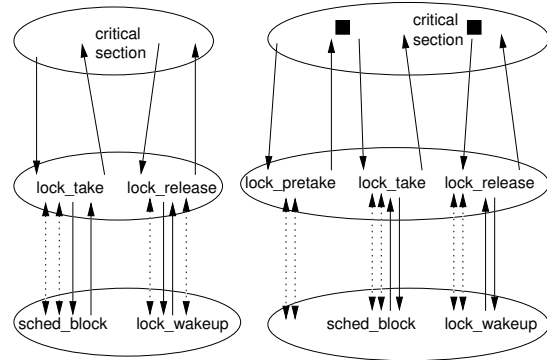 critical
section
lock_take lock_release
sched_block lock_wakeup
critical
section
lock_pretake lock_take lock_release
sched_block lock_wakeup